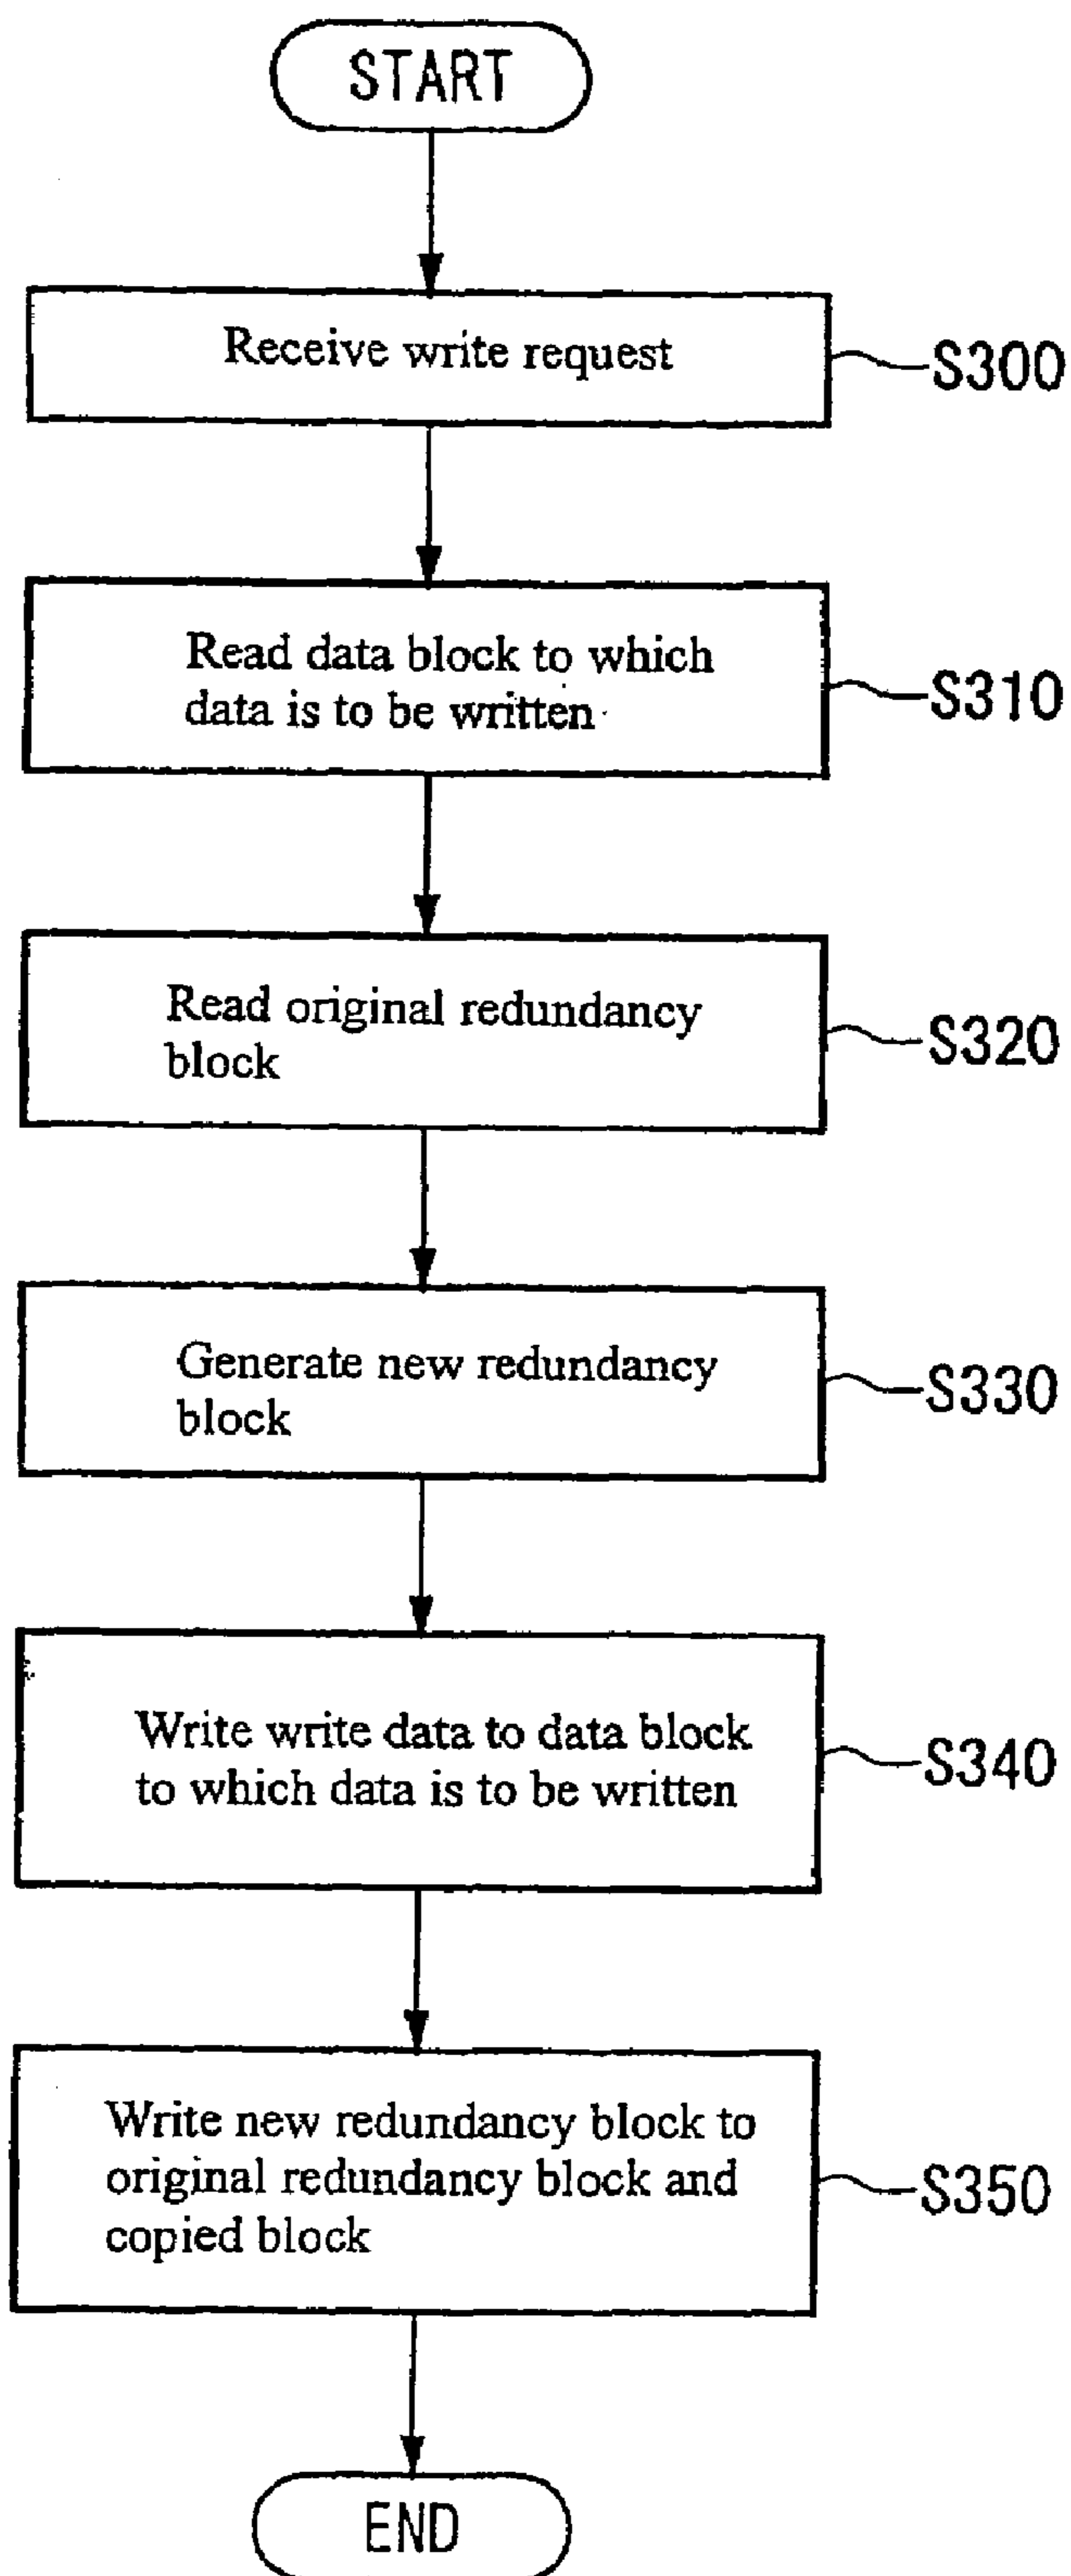 START
Receive write request
S300
Read data block to which
data is to be written
S310
Read original redundancy
block
S320
Generate new redundancy
block
S330
Write write data to data block
to which data is to be written
S340
Write new redundancy block to
original redundancy block and
copied block
S350
END